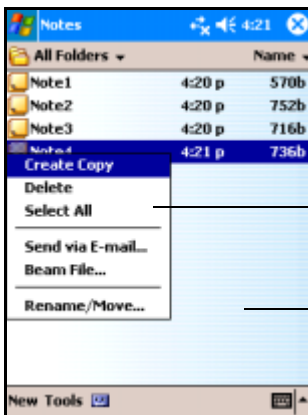 Notes 4:21
All Folders Name
Note1 4:20 p 570b
Note2 4:20 p 752b
Note3 4:20 p 716b
Note4 4:21 p 736b
Create Copy
Delete
Select All
Send via E-mail...
Beam File...
Rename/Move...
New Tools